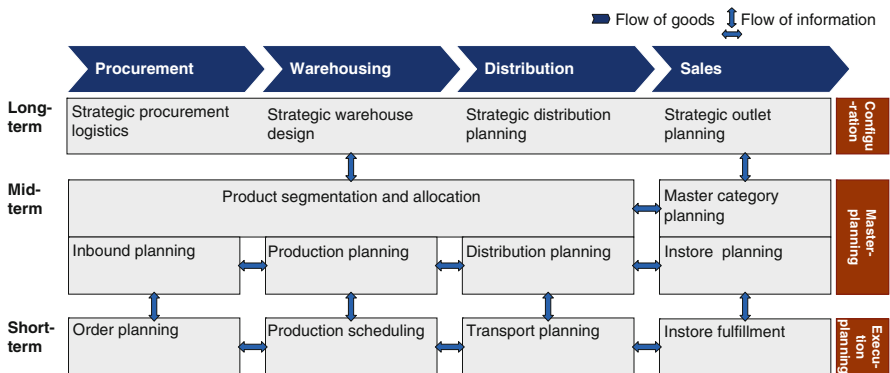 Flow of goods
Flow of information
Procurement
Warehousing
Distribution
Sales
Long-
term
Strategic procurement
logistics
Strategic warehouse
design
Strategic distribution
planning
Strategic outlet
planning
Configu
-ration
Mid-
term
Product segmentation and allocation
Master category
planning
Master-
planning
Inbound planning
Production planning
Distribution planning
Instore planning
Short-
term
Order planning
Production scheduling
Transport planning
Instore fulfillment
Execu-
tion
planning